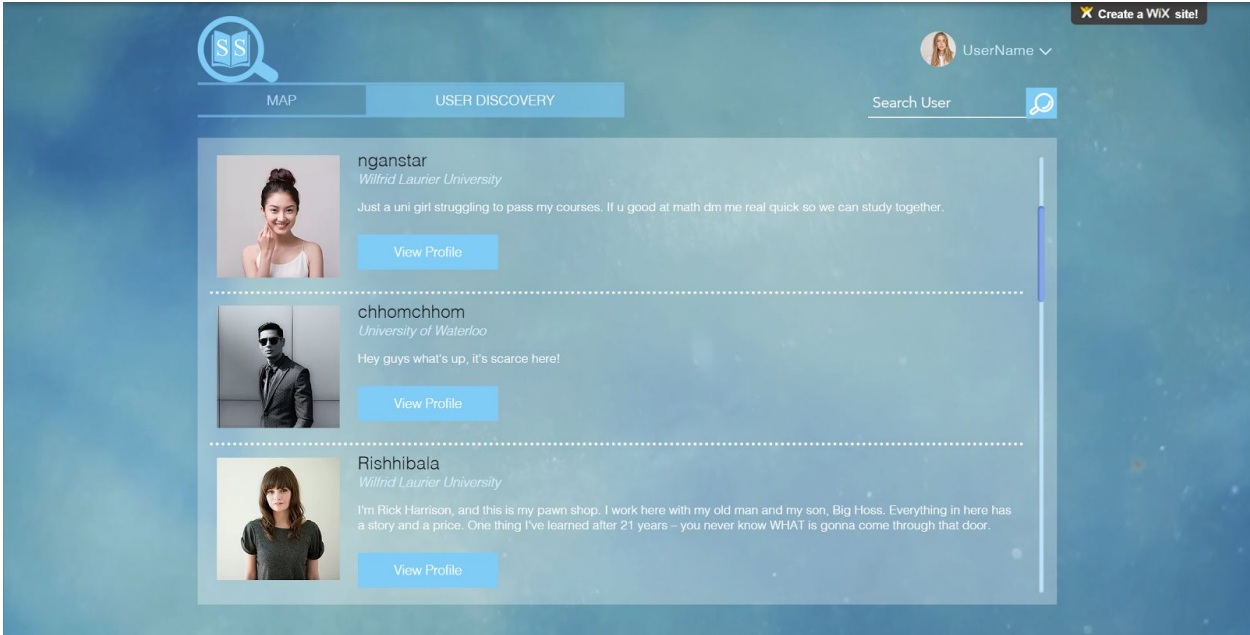 Create a WiX site!
SS
UserName
MAP
USER DISCOVERY
Search User
nganstar
Wilfrid Laurier University
Just a uni girl struggling to pass my courses. If u good at math dm me real quick so we can study together.
View Profile
chhomchhom
University of Waterloo
Hey guys what's up, it's scarce here!
View Profile
Rishhibala
Wilfrid Laurier University
I'm Rick Harrison, and this is my pawn shop. I work here with my old man and my son, Big Hoss. Everything in here has
a story and a price. One thing I've learned after 21 years – you never know WHAT is gonna come through that door.
View Profile